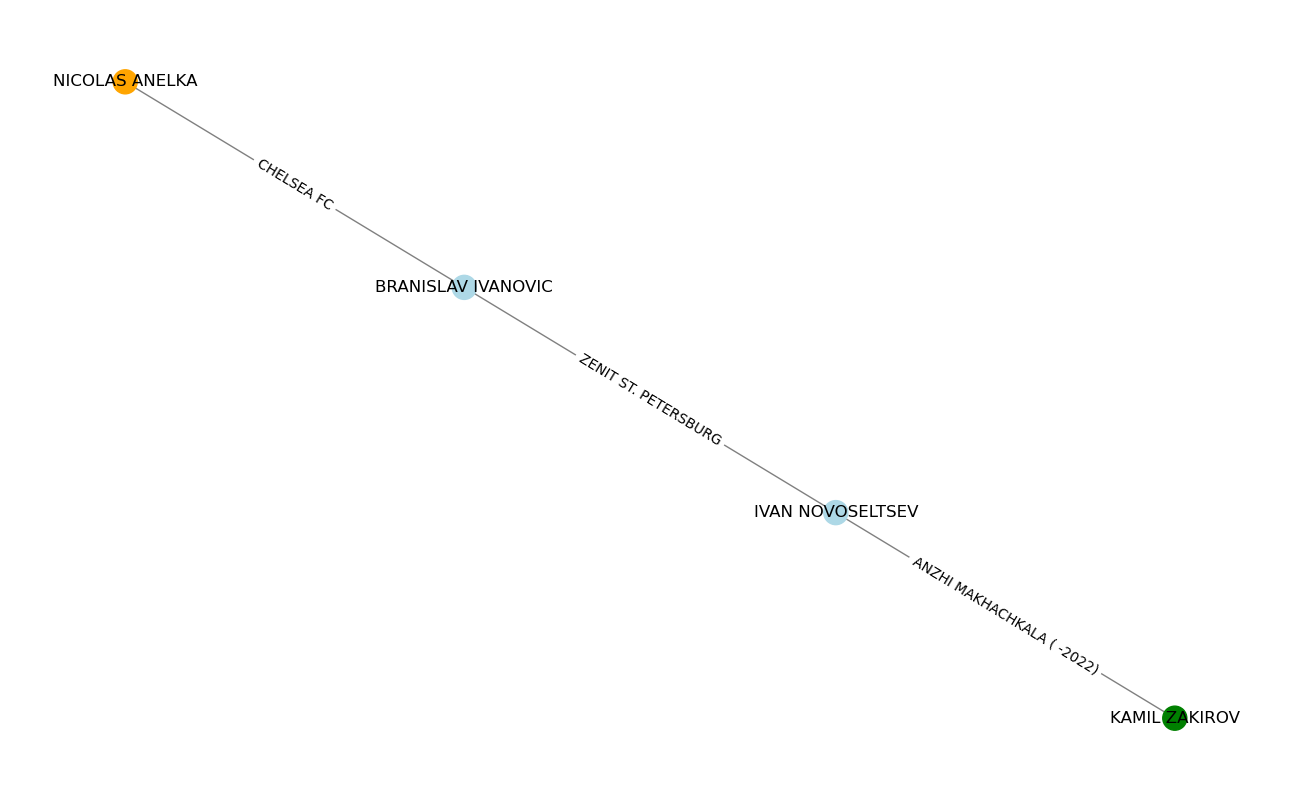 NICOLAS ANELKA
CHELSEA FC
BRANISLAV IVANOVIC
ZENIT ST. PETERSBURG
IVAN NOVOSELTSEV
ANZHI MAKHACHKALA ( -2022)
KAMIL ZAKIROV